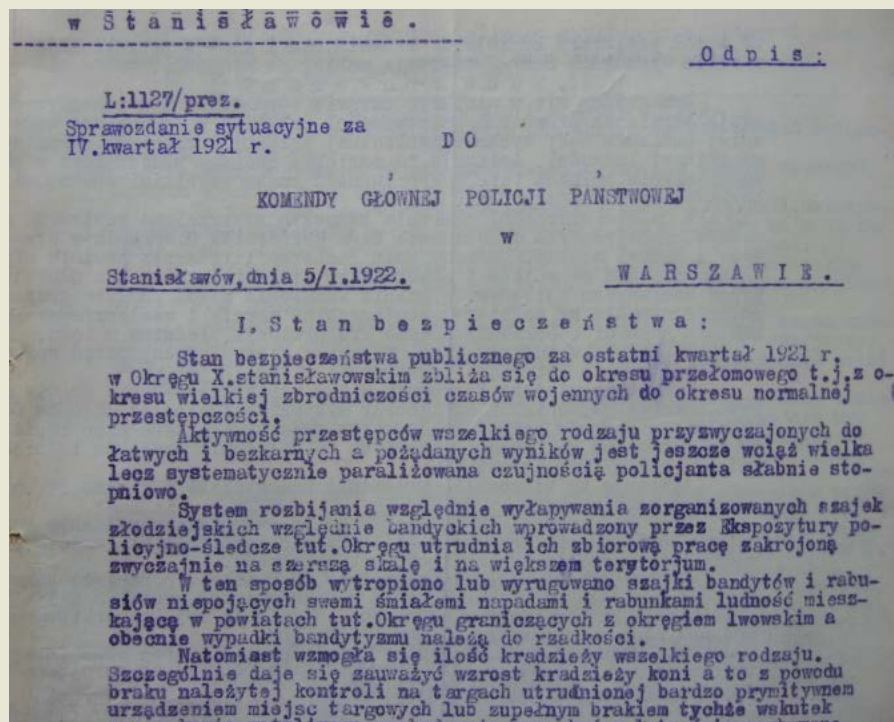 w Stanisławowie.
Odpis:
L:1127/prez.
Sprawozdanie sytuacyjne za
IV.kwartał 1921 r.
DO
KOMENDY GŁÓWNEJ POLICJI PAŃSTWOWEJ
w
Stanisławów,dnia 5/I.1922.
WARSZAWIE.
I. Stan bezpieczeństwa:
Stan bezpieczeństwa publicznego za ostatni kwartał 1921 r.
w Okręgu X.stanisławowskim zbliża się do okresu przełomowego t.j.z o-
kresu wielkiej zbrodniczości czasów wojennych do okresu normalnej
przestępczości.
Aktywność przestępców wszelkiego rodzaju przyzwyczajonych do
łatwych i bezkarnych a pożądanych wyników jest jeszcze wciąż wielka
lecz systematycznie paraliżowana czujnością policjanta słabnie sto-
pniowo.
System rozbijania względnie wyłapywania zorganizowanych szajek
złodziejskich względnie bandyckich wprowadzony przez Ekspozytury po-
licyjno-śledcze tut.Okręgu utrudnia ich zbiorową pracę zakrojoną
zwyczajnie na szerszą skalę i na większem terytorjum.
W ten sposób wytropiono lub wyrugowano szajki bandytów i rabu-
siów niepojących swemi śmiałemi napadami i rabunkami ludność miesz-
kającą w powiatach tut.Okręgu graniczących z okręgiem lwowskim a
obecnie wypadki bandytyzmu należą do rzadkości.
Natomiast wzmogła się ilość kradzieży wszelkiego rodzaju.
Szczególnie daje się zauważyć wzrost kradzieży koni a to z powodu
braku należytej kontroli na targach utrudnionej bardzo prymitywnem
urządzeniem miejsc targowych lub zupełnym brakiem tychże wskutek